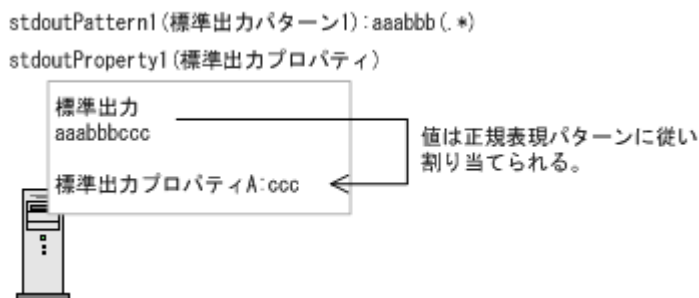 stdoutPattern1(標準出力パターン1):aaabbb(.*)
stdoutProperty1(標準出力プロパティ)
標準出力
aaabbbccc
値は正規表現パターンに従い
割り当てられる。
標準出力プロパティA:ccc